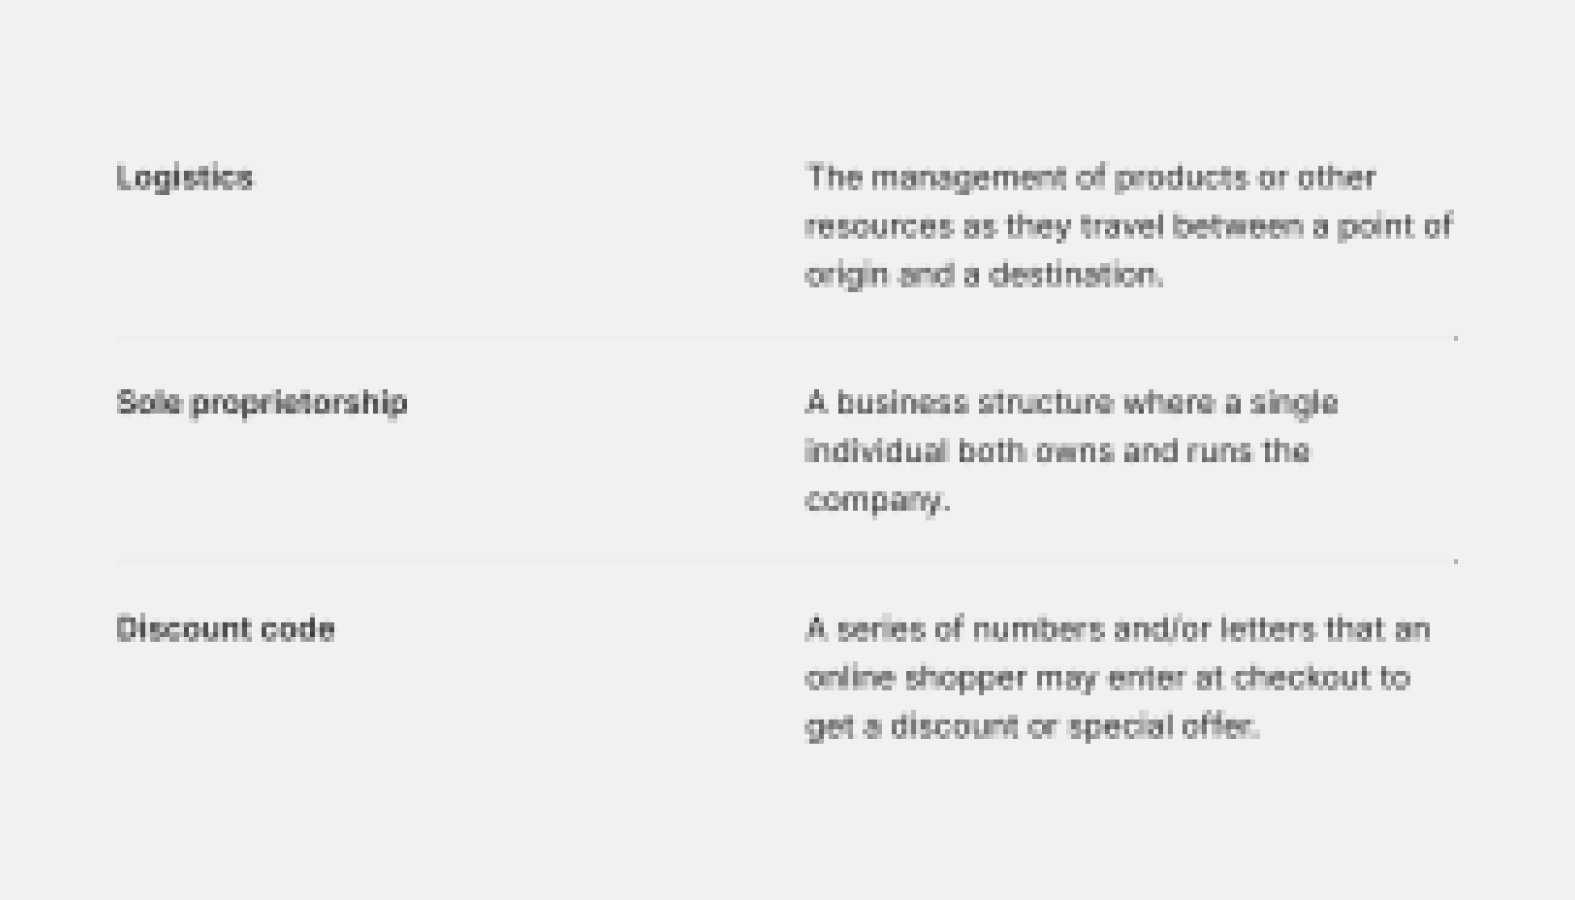 Logistics
The management of products or other
resources as they travel between a point of
origin and a destination.
Sole proprietorship
A business structure where a single
individual both owns and runs the
company.
Discount code
A series of numbers and/or letters that an
online shopper may enter at checkout to
get a discount or special offer.